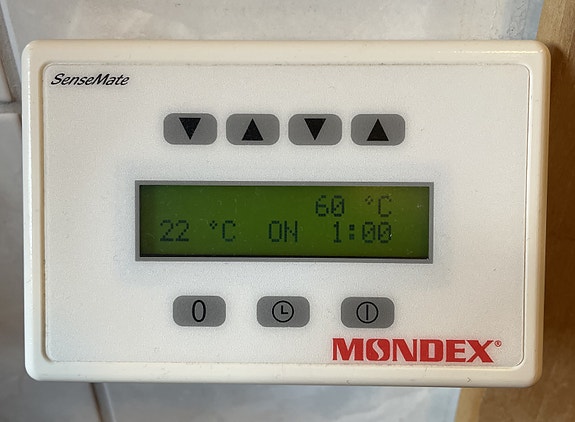 SenseMate
60 °C
22 °C ON 1:00
0
MONDEX®